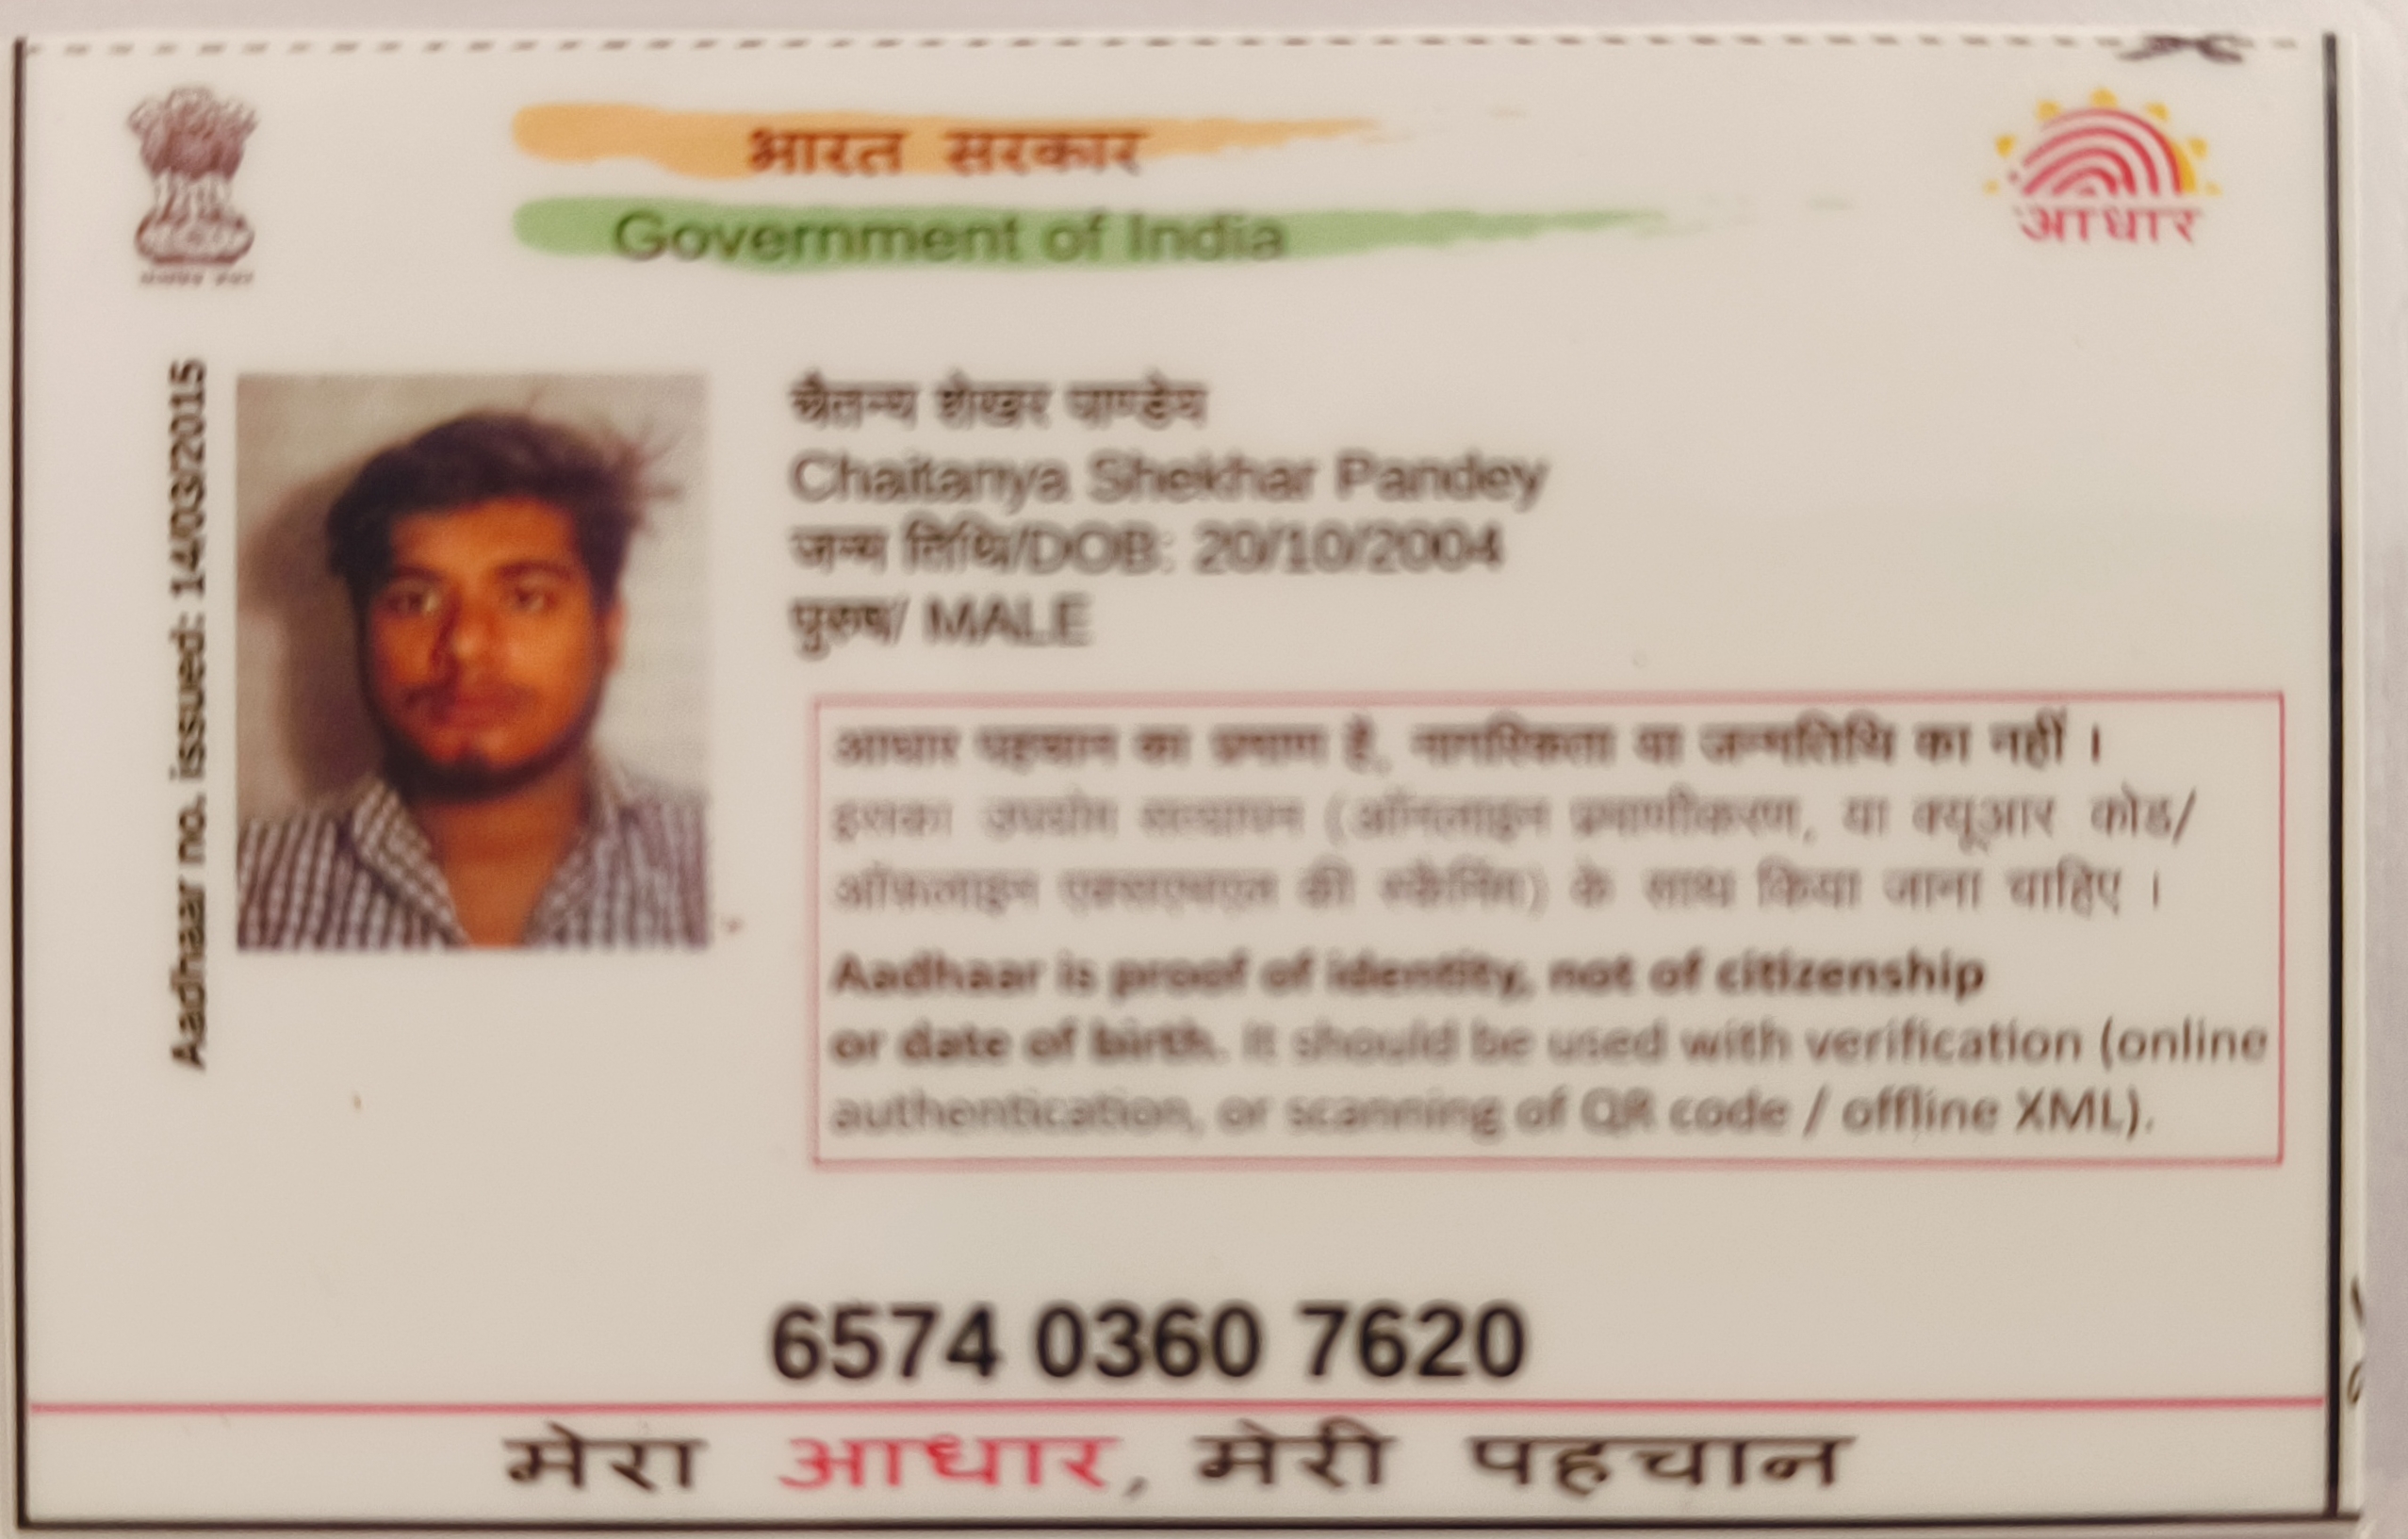 भारत सरकार
Government of India
आधार
Aadhaar no. issued: 14/03/2015
चैतन्य शेखर पाण्डेय
Chaitanya Shekhar Pandey
जन्म तिथि/DOB: 20/10/2004
पुरुष/ MALE
आधार पहचान का प्रमाण है, नागरिकता या जन्मतिथि का नहीं ।
इसका उपयोग सत्यापन (ऑनलाइन प्रमाणीकरण, या क्यूआर कोड/
ऑफ़लाइन एक्सएमएल की स्कैनिंग) के साथ किया जाना चाहिए ।
Aadhaar is proof of identity, not of citizenship
or date of birth. It should be used with verification (online
authentication, or scanning of QR code / offline XML).
6574 0360 7620
मेरा आधार, मेरी पहचान